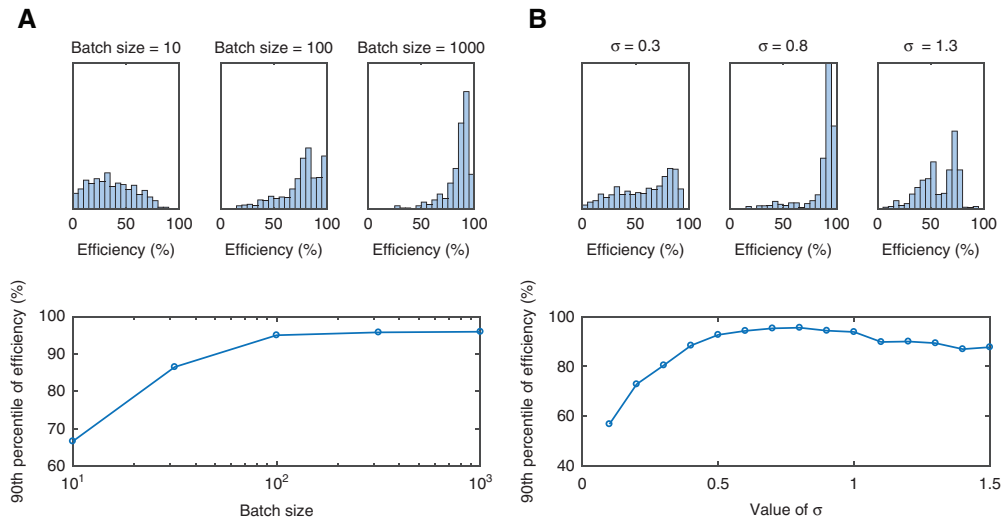 A
B
Batch size = 10
Batch size = 100
Batch size = 1000
σ = 0.3
σ = 0.8
σ = 1.3
0 50 100
0 50 100
0 50 100
0 50 100
0 50 100
0 50 100
Efficiency (%)
Efficiency (%)
Efficiency (%)
Efficiency (%)
Efficiency (%)
Efficiency (%)
90th percentile of efficiency (%)
100
90
80
70
60
10¹ 10² 10³
Batch size
90th percentile of efficiency (%)
100
80
60
40
0 0.5 1 1.5
Value of σ